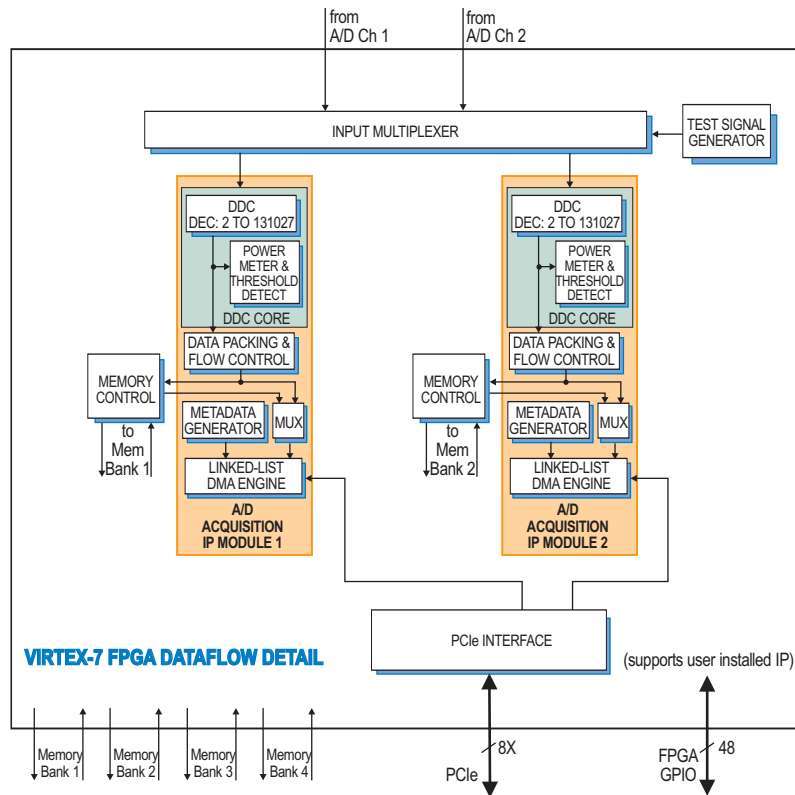 from
A/D Ch 1
from
A/D Ch 2
INPUT MULTIPLEXER
TEST SIGNAL
GENERATOR
DDC
DEC: 2 TO 131027
POWER
METER &
THRESHOLD
DETECT
DDC CORE
DATA PACKING &
FLOW CONTROL
MEMORY
CONTROL
METADATA
GENERATOR
MUX
to
Mem
Bank 1
LINKED-LIST
DMA ENGINE
A/D
ACQUISITION
IP MODULE 1
DDC
DEC: 2 TO 131027
POWER
METER &
THRESHOLD
DETECT
DDC CORE
DATA PACKING &
FLOW CONTROL
MEMORY
CONTROL
METADATA
GENERATOR
MUX
to
Mem
Bank 2
LINKED-LIST
DMA ENGINE
A/D
ACQUISITION
IP MODULE 2
PCIe INTERFACE
VIRTEX-7 FPGA DATAFLOW DETAIL
(supports user installed IP)
Memory
Bank 1
Memory
Bank 2
Memory
Bank 3
Memory
Bank 4
8X
PCIe
48
FPGA
GPIO